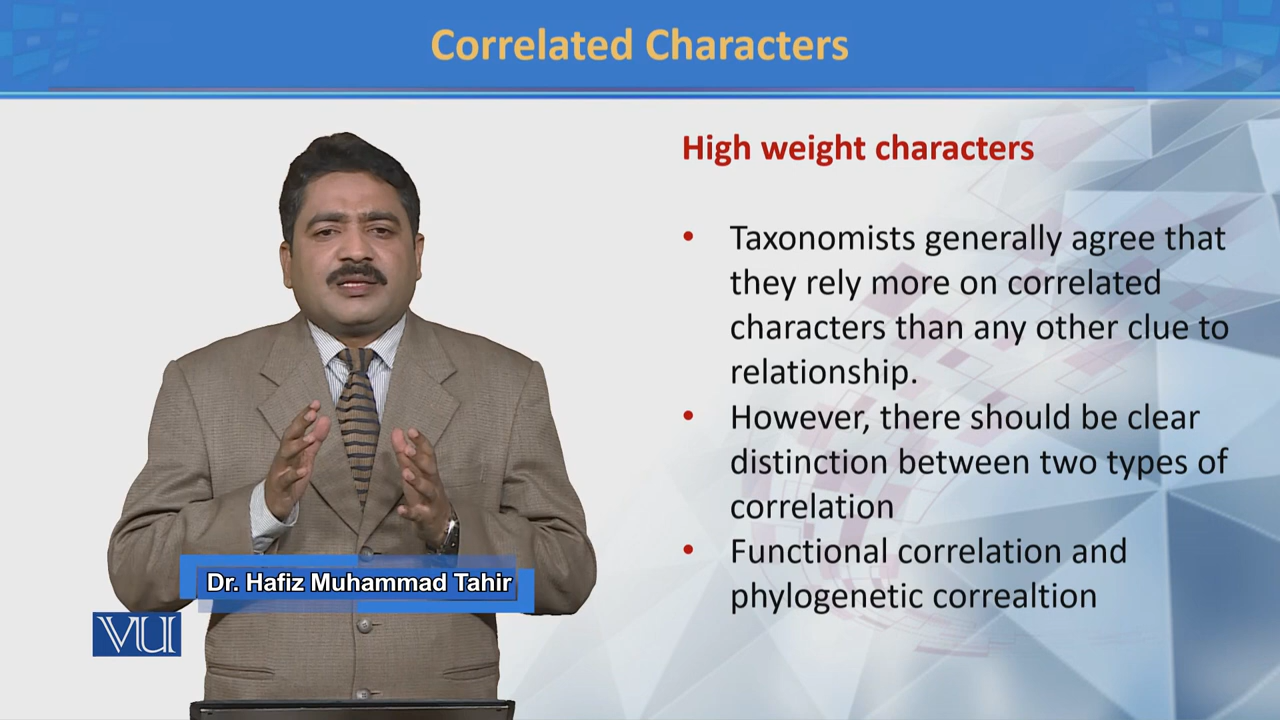 Correlated Characters
High weight characters
• Taxonomists generally agree that
they rely more on correlated
characters than any other clue to
relationship.
• However, there should be clear
distinction between two types of
correlation
• Functional correlation and
phylogenetic correaltion
Dr. Hafiz Muhammad Tahir
VU